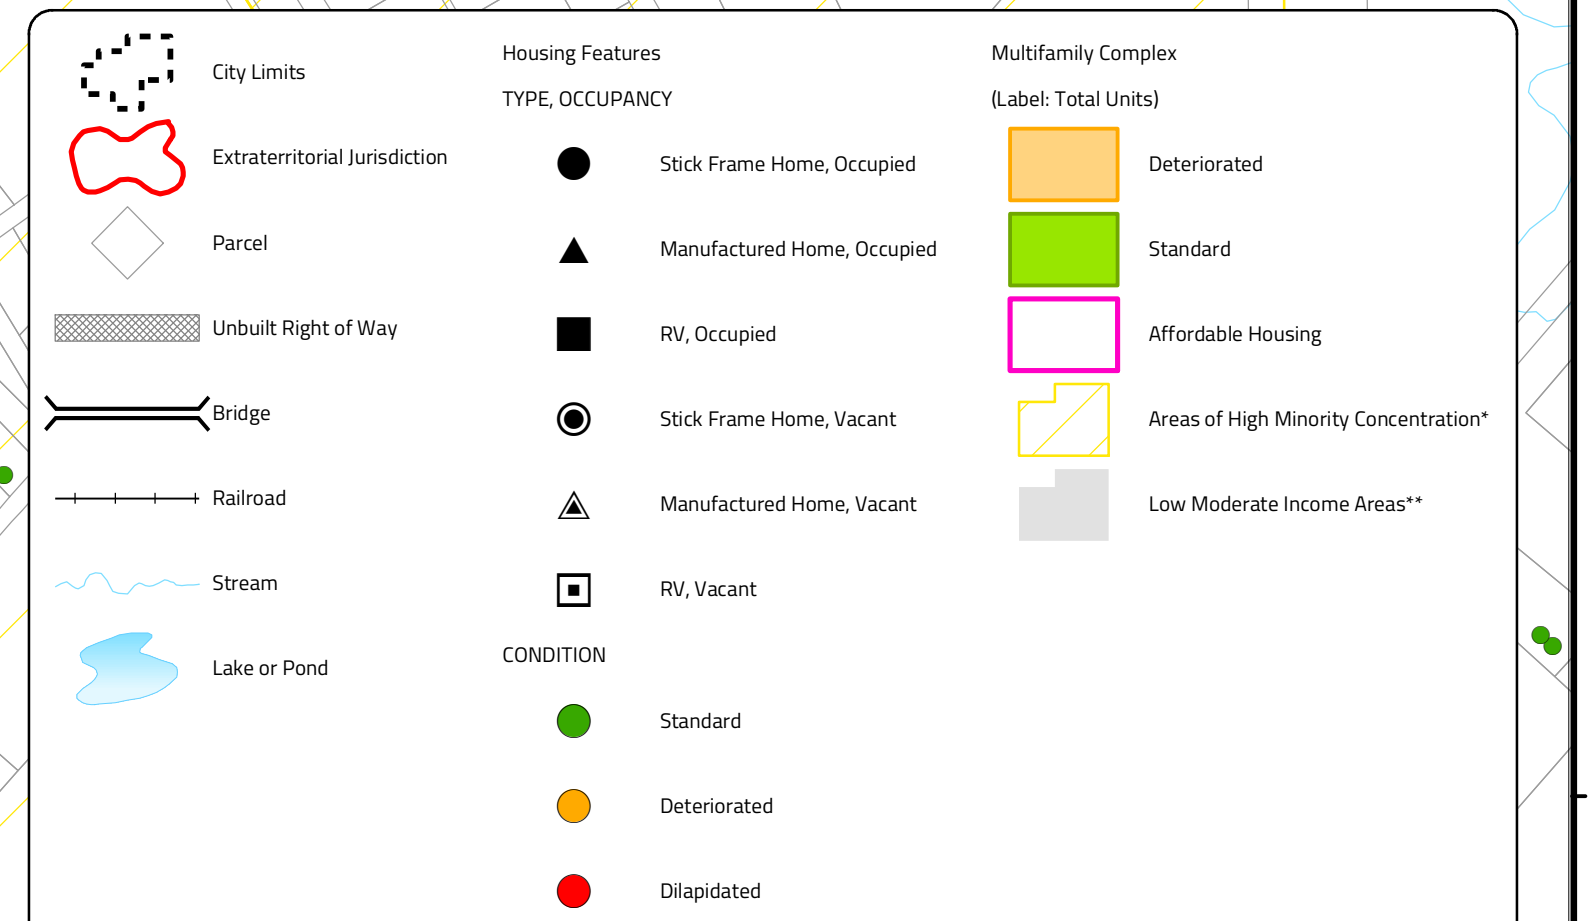 City Limits
Extraterritorial Jurisdiction
Parcel
Unbuilt Right of Way
Bridge
Railroad
Stream
Lake or Pond
Housing Features
TYPE, OCCUPANCY
Stick Frame Home, Occupied
Manufactured Home, Occupied
RV, Occupied
Stick Frame Home, Vacant
Manufactured Home, Vacant
RV, Vacant
CONDITION
Standard
Deteriorated
Dilapidated
Multifamily Complex
(Label: Total Units)
Deteriorated
Standard
Affordable Housing
Areas of High Minority Concentration*
Low Moderate Income Areas**